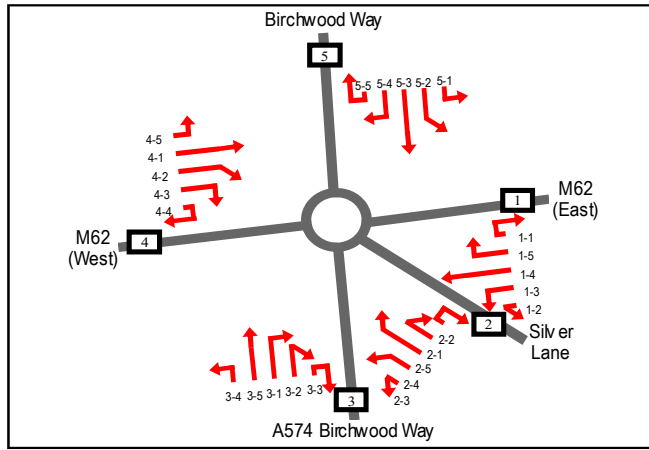 Birchwood Way
5
5-5 5-4 5-3 5-2 5-1
4-5
4-1
4-2
4-3
4-4
1
M62
(East)
M62
(West)
4
1-1
1-5
1-4
1-3
1-2
2
Silver
Lane
2-2
2-1
2-5
2-4
2-3
3-4 3-5 3-1 3-2 3-3
3
A574 Birchwood Way